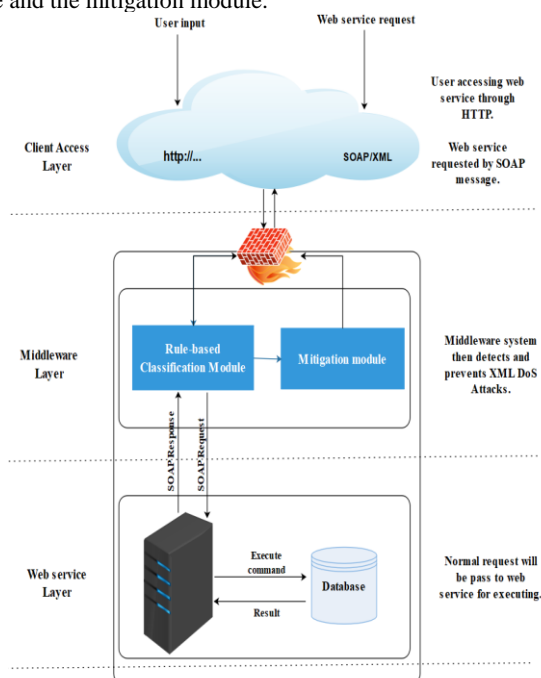 e and the mitigation module.
User input
Web service request
User accessing web
service through
HTTP.
Client Access
Layer
http://...
SOAP/XML
Web service
requested by SOAP
message.
Middleware
Layer
Rule-based
Classification Module
Mitigation module
Middleware system
then detects and
prevents XML DoS
Attacks.
SOAP Response
SOAP Request
Web service
Layer
Execute
command
Database
Result
Normal request will
be pass to web
service for executing.